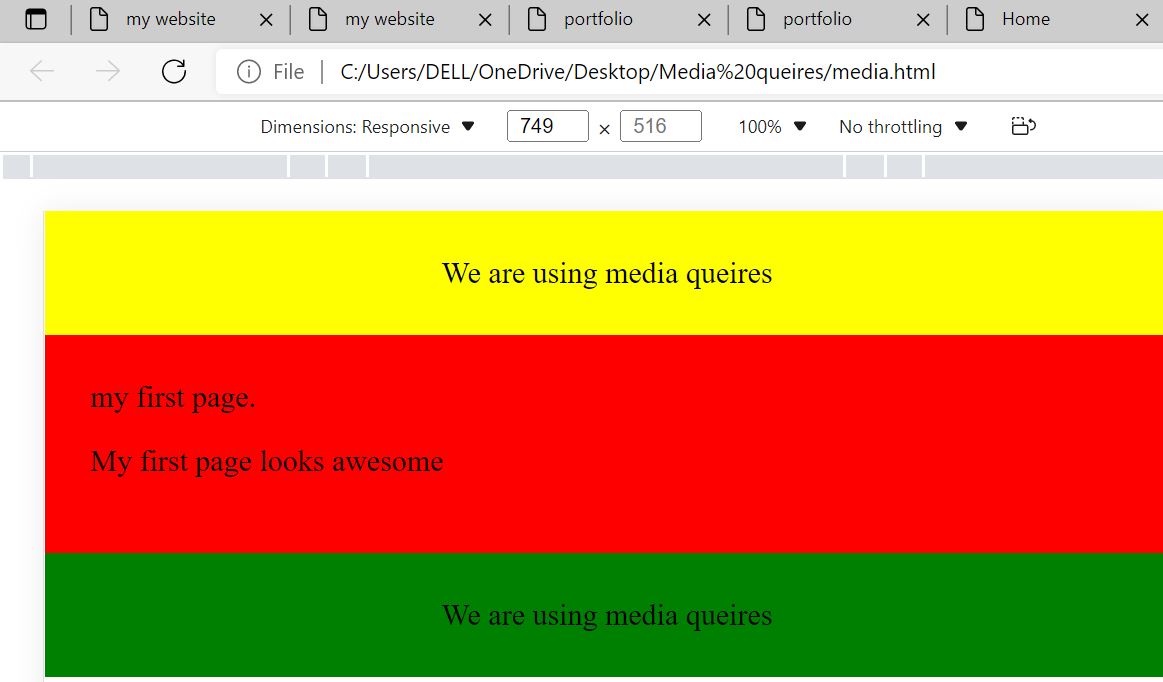 my website my website portfolio portfolio Home
File C:/Users/DELL/OneDrive/Desktop/Media%20queires/media.html
Dimensions: Responsive 749 × 516 100% No throttling
We are using media queires
my first page.
My first page looks awesome
We are using media queires